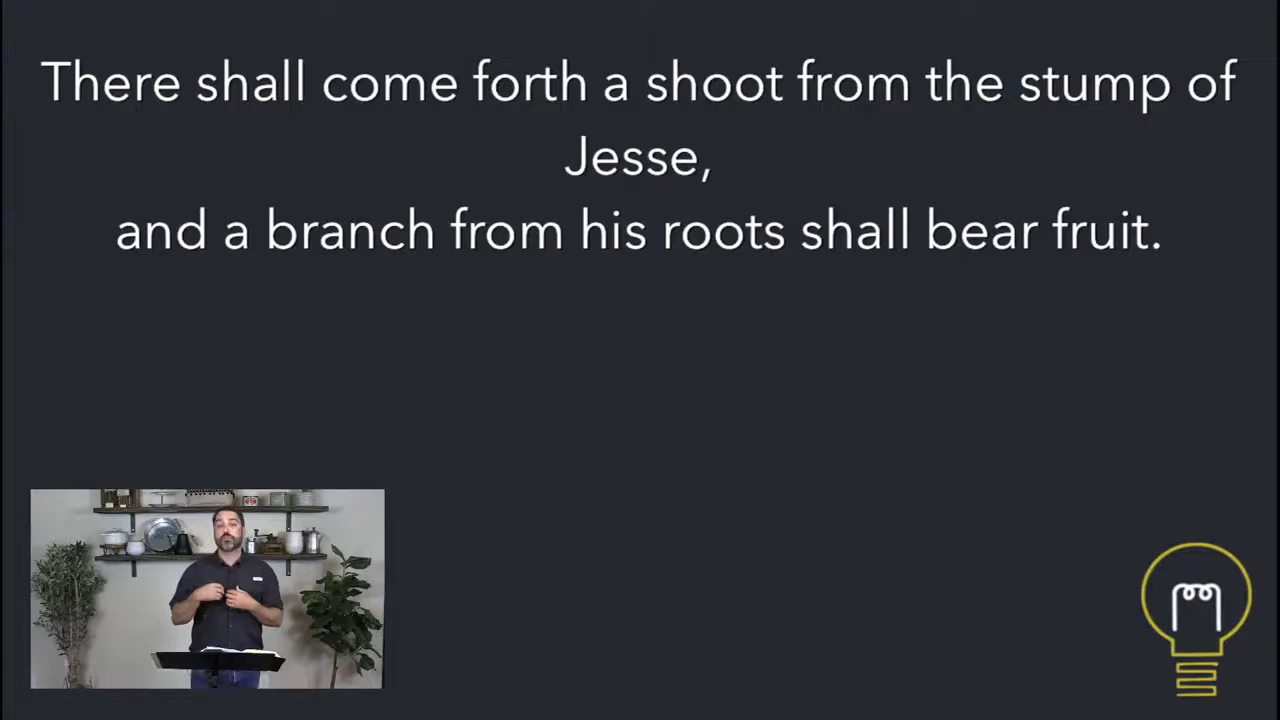 There shall come forth a shoot from the stump of
Jesse,
and a branch from his roots shall bear fruit.